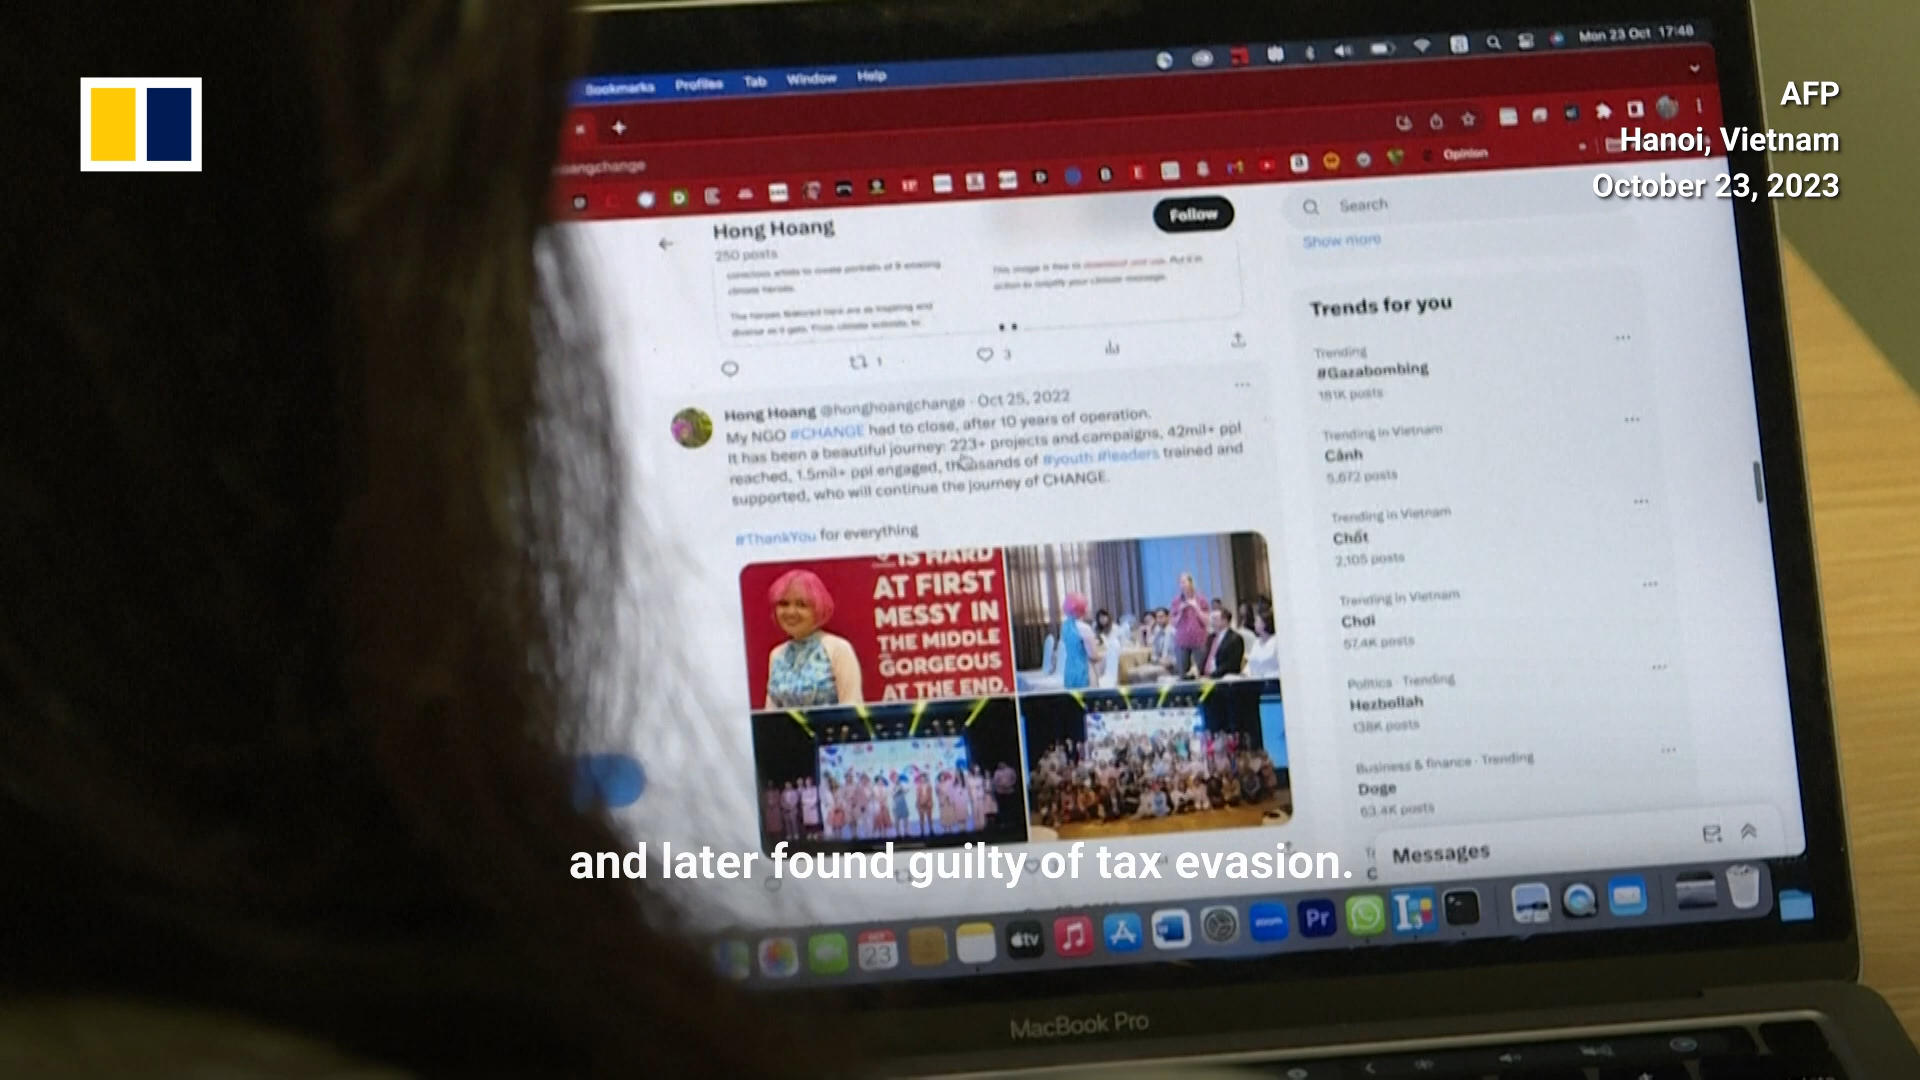 AFP
Hanoi, Vietnam
October 23, 2023
Bookmarks Profiles Tab Window Help
Mon 23 Oct 17:48
Opinion
Hong Hoang
250 posts
Follow
Search
Show more
1
3
Hong Hoang @honghoangchange · Oct 25, 2022
My NGO #CHANGE had to close, after 10 years of operation.
It has been a beautiful journey: 223+ projects and campaigns, 42mil+ ppl
reached, 1.5mil+ ppl engaged, thousands of #youth #leaders trained and
supported, who will continue the journey of CHANGE.
#ThankYou for everything
IS HARD
AT FIRST
MESSY IN
THE MIDDLE
GORGEOUS
AT THE END.
Trends for you
Trending
#Gazabombing
181K posts
Trending in Vietnam
Cảnh
5,672 posts
Trending in Vietnam
Chốt
2,105 posts
Trending in Vietnam
Chơi
57.4K posts
Politics · Trending
Hezbollah
138K posts
Business & finance · Trending
Doge
63.4K posts
Messages
and later found guilty of tax evasion.
23
tv
zoom
Pr
MacBook Pro